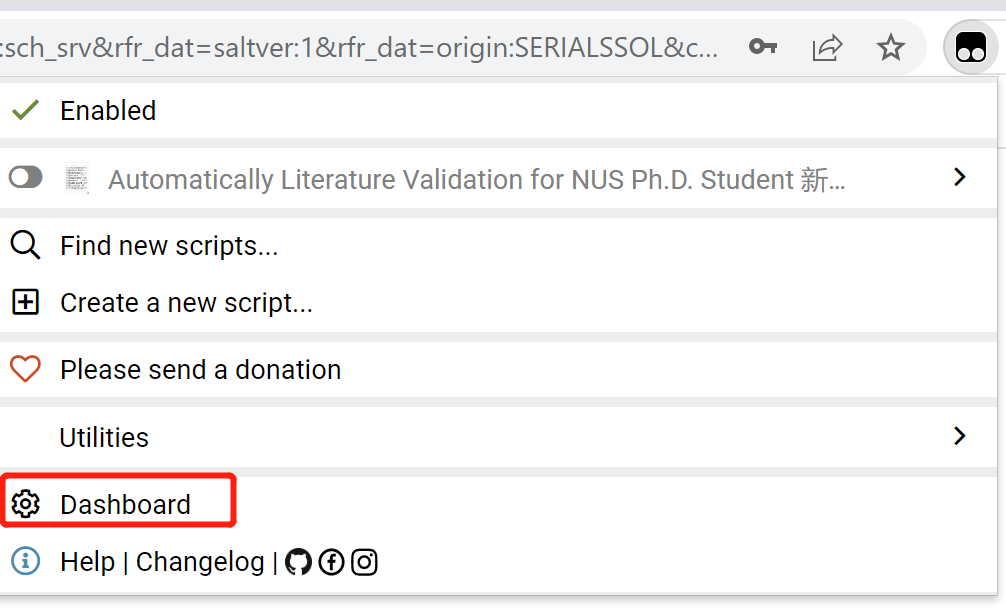 :sch_srv&rfr_dat=saltver:1&rfr_dat=origin:SERIALSSOL&c...
Enabled
Automatically Literature Validation for NUS Ph.D. Student 新...
Find new scripts...
Create a new script...
Please send a donation
Utilities
Dashboard
Help | Changelog |